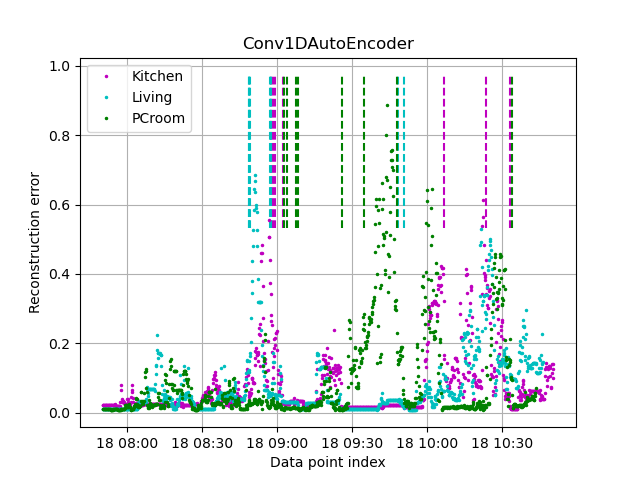 Conv1DAutoEncoder
Kitchen
Living
PCroom
Reconstruction error
1.0
0.8
0.6
0.4
0.2
0.0
18 08:00 18 08:30 18 09:00 18 09:30 18 10:00 18 10:30
Data point index